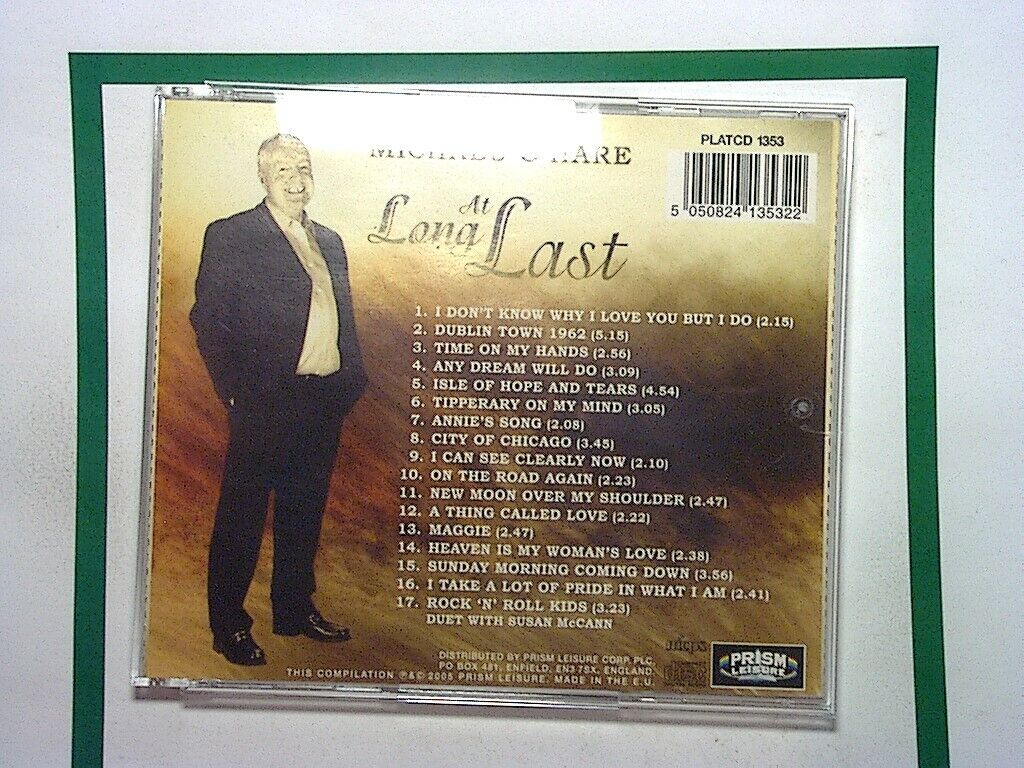 PLATCD 1353
MICHAEL O'HARE
5 050824 135322
At
Long Last
1. I DON'T KNOW WHY I LOVE YOU BUT I DO (2.15)
2. DUBLIN TOWN 1962 (5.15)
3. TIME ON MY HANDS (2.56)
4. ANY DREAM WILL DO (3.09)
5. ISLE OF HOPE AND TEARS (4.54)
6. TIPPERARY ON MY MIND (3.05)
7. ANNIE'S SONG (2.08)
8. CITY OF CHICAGO (3.45)
9. I CAN SEE CLEARLY NOW (2.10)
10. ON THE ROAD AGAIN (2.23)
11. NEW MOON OVER MY SHOULDER (2.47)
12. A THING CALLED LOVE (2.22)
13. MAGGIE (2.47)
14. HEAVEN IS MY WOMAN'S LOVE (2.38)
15. SUNDAY MORNING COMING DOWN (3.56)
16. I TAKE A LOT OF PRIDE IN WHAT I AM (2.41)
17. ROCK 'N' ROLL KIDS (3.23)
DUET WITH SUSAN McCANN
DISTRIBUTED BY PRISM LEISURE CORP. PLC.
PO BOX 481, ENFIELD, EN3 7SX, ENGLAND.
THIS COMPILATION ℗&© 2005 PRISM LEISURE. MADE IN THE E.U.
mcps
PRISM
LEISURE